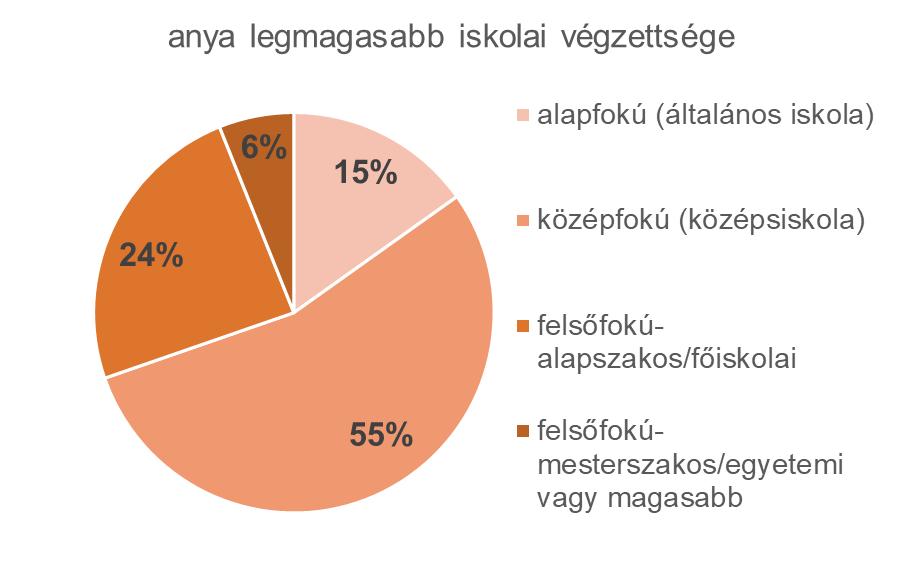 anya legmagasabb iskolai végzettsége
alapfokú (általános iskola)
6%
15%
középfokú (középsiskola)
24%
felsőfokú-
alapszakos/főiskolai
55%
felsőfokú-
mesterszakos/egyetemi
vagy magasabb